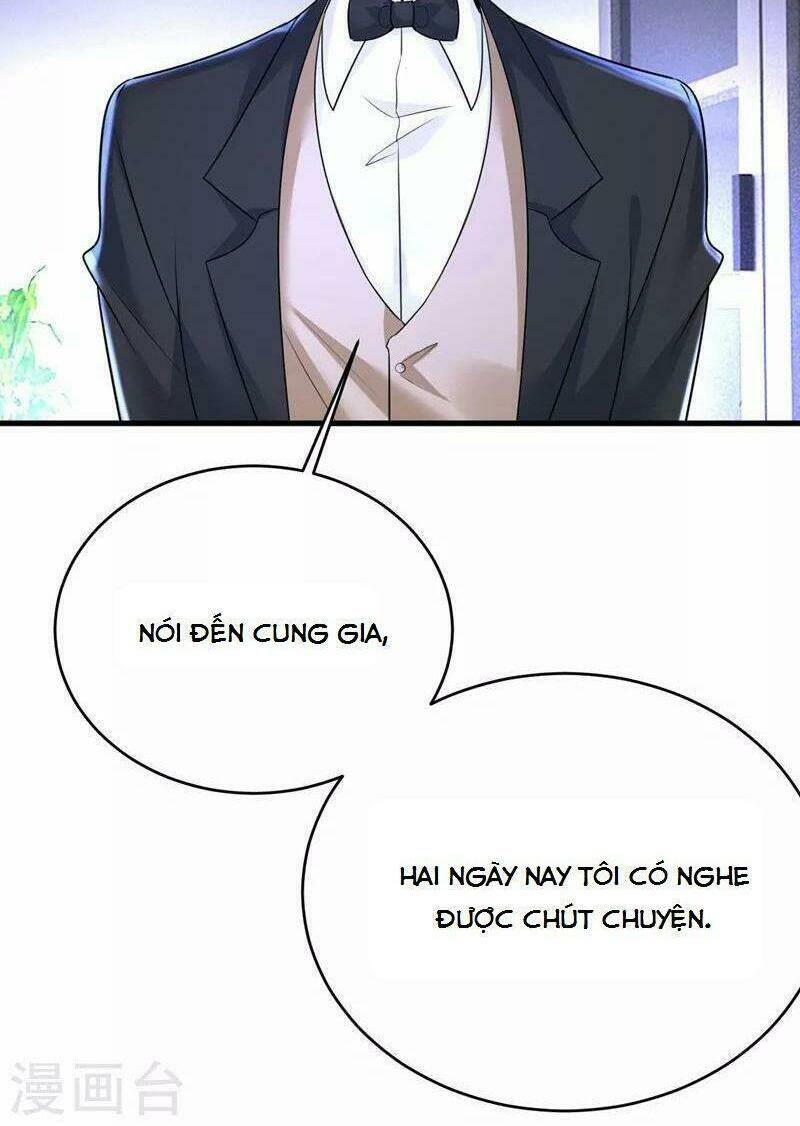 NÓI ĐẾN CUNG GIA,
HAI NGÀY NAY TÔI CÓ NGHE
ĐƯỢC CHÚT CHUYỆN.
漫画台